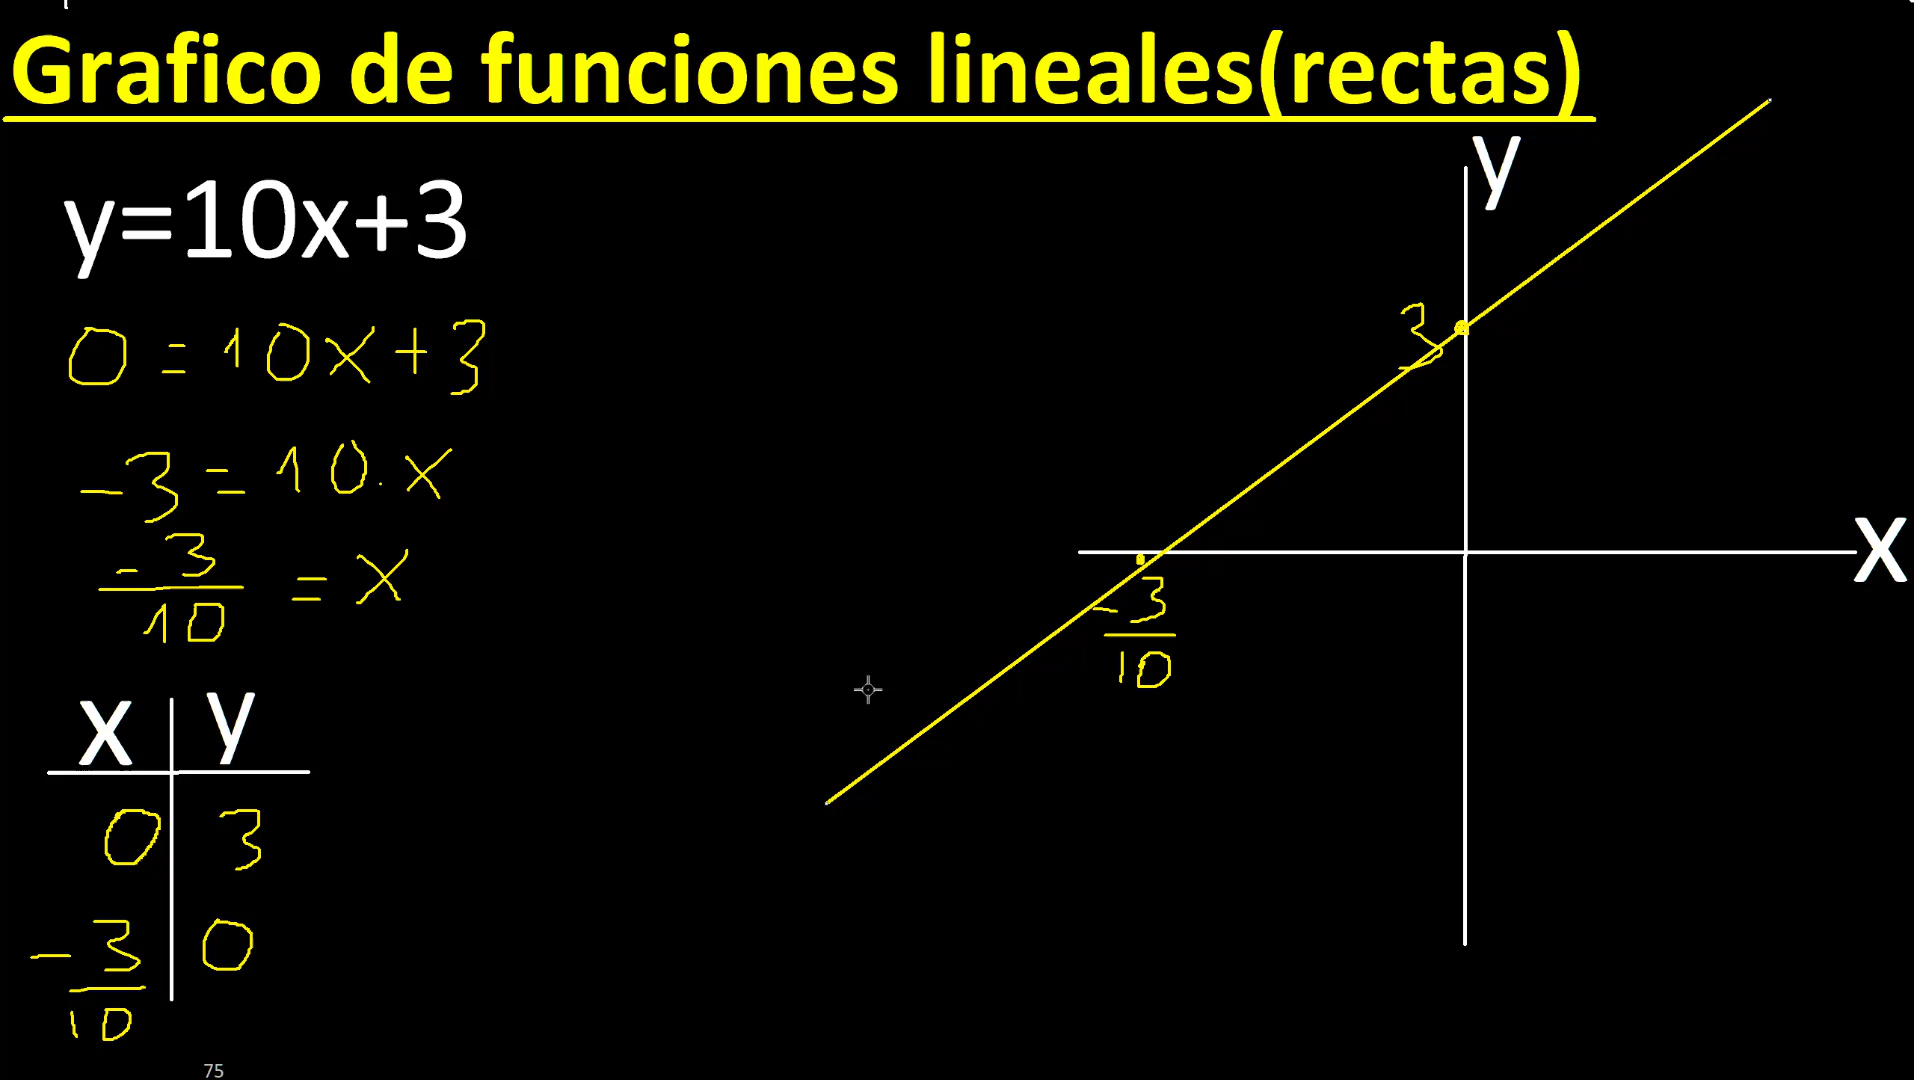 Grafico de funciones lineales(rectas)
y=10x+3
0 = 10x+3
-3 = 10.x
-3/10 = x
x y
0 3
-3/10 0
75
y
3
x
-3/10